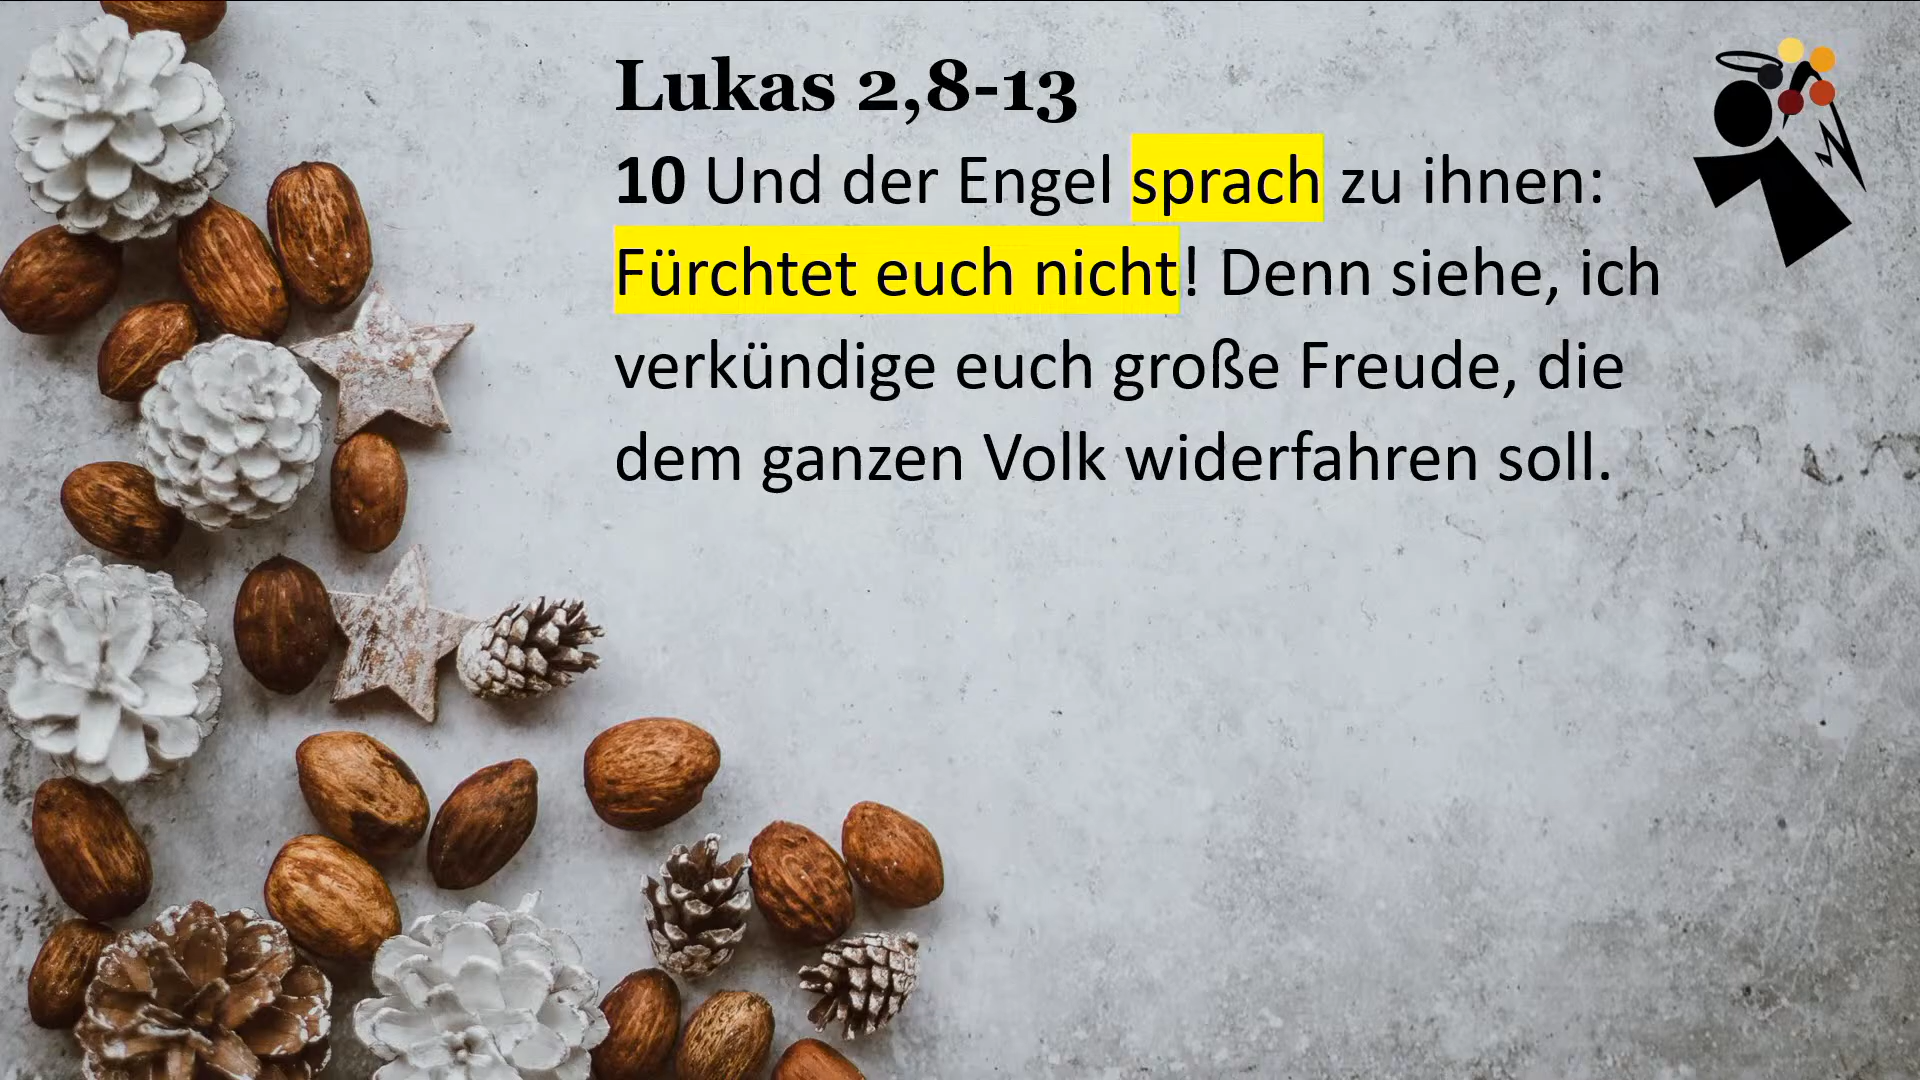 Lukas 2,8-13
10 Und der Engel sprach zu ihnen:
Fürchtet euch nicht! Denn siehe, ich
verkündige euch große Freude, die
dem ganzen Volk widerfahren soll.